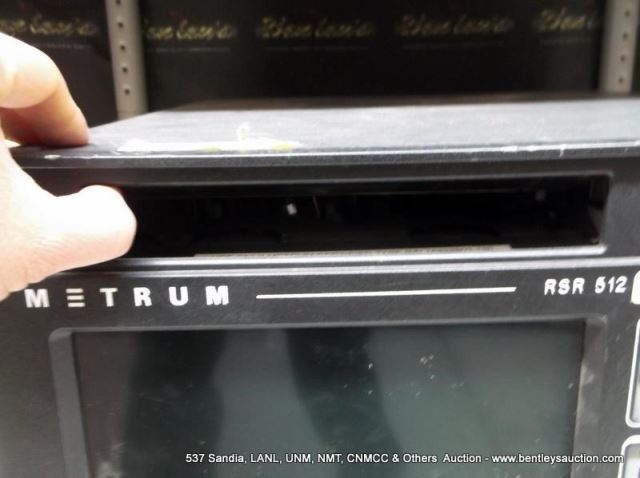 METRUM RSR 512
537 Sandia, LANL, UNM, NMT, CNMCC & Others Auction - www.bentleysauction.com